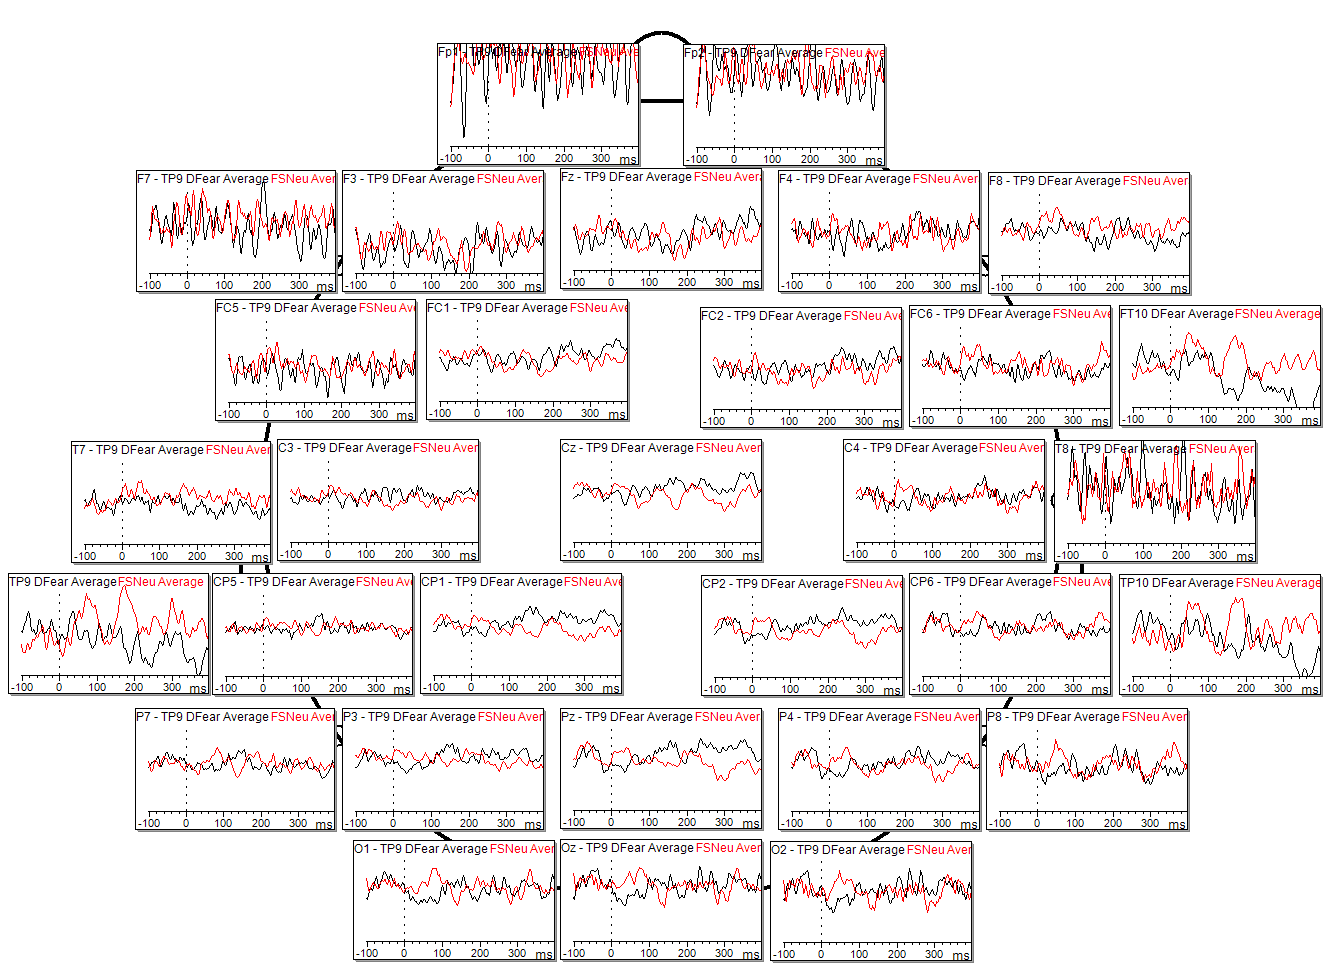 Fp1 - TP9 DFear Average FSNeu Ave
-100 0 100 200 300 ms
Fp2 - TP9 DFear Average FSNeu Ave
-100 0 100 200 300 ms
F7 - TP9 DFear Average FSNeu Aver
-100 0 100 200 300 ms
F3 - TP9 DFear Average FSNeu Aver
-100 0 100 200 300 ms
Fz - TP9 DFear Average FSNeu Avera
-100 0 100 200 300 ms
F4 - TP9 DFear Average FSNeu Aver
-100 0 100 200 300 ms
F8 - TP9 DFear Average FSNeu Aver
-100 0 100 200 300 ms
FC5 - TP9 DFear Average FSNeu Ave
-100 0 100 200 300 ms
FC1 - TP9 DFear Average FSNeu Ave
-100 0 100 200 300 ms
FC2 - TP9 DFear Average FSNeu Ave
-100 0 100 200 300 ms
FC6 - TP9 DFear Average FSNeu Ave
-100 0 100 200 300 ms
FT10 DFear Average FSNeu Average
-100 0 100 200 300 ms
T7 - TP9 DFear Average FSNeu Aver
-100 0 100 200 300 ms
C3 - TP9 DFear Average FSNeu Aver
-100 0 100 200 300 ms
Cz - TP9 DFear Average FSNeu Aver
-100 0 100 200 300 ms
C4 - TP9 DFear Average FSNeu Aver
-100 0 100 200 300 ms
T8 - TP9 DFear Average FSNeu Aver
-100 0 100 200 300 ms
TP9 DFear Average FSNeu Average
-100 0 100 200 300 ms
CP5 - TP9 DFear Average FSNeu Ave
-100 0 100 200 300 ms
CP1 - TP9 DFear Average FSNeu Ave
-100 0 100 200 300 ms
CP2 - TP9 DFear Average FSNeu Ave
-100 0 100 200 300 ms
CP6 - TP9 DFear Average FSNeu Ave
-100 0 100 200 300 ms
TP10 DFear Average FSNeu Average
-100 0 100 200 300 ms
P7 - TP9 DFear Average FSNeu Aver
-100 0 100 200 300 ms
P3 - TP9 DFear Average FSNeu Aver
-100 0 100 200 300 ms
Pz - TP9 DFear Average FSNeu Aver
-100 0 100 200 300 ms
P4 - TP9 DFear Average FSNeu Aver
-100 0 100 200 300 ms
P8 - TP9 DFear Average FSNeu Aver
-100 0 100 200 300 ms
O1 - TP9 DFear Average FSNeu Aver
-100 0 100 200 300 ms
Oz - TP9 DFear Average FSNeu Aver
-100 0 100 200 300 ms
O2 - TP9 DFear Average FSNeu Aver
-100 0 100 200 300 ms